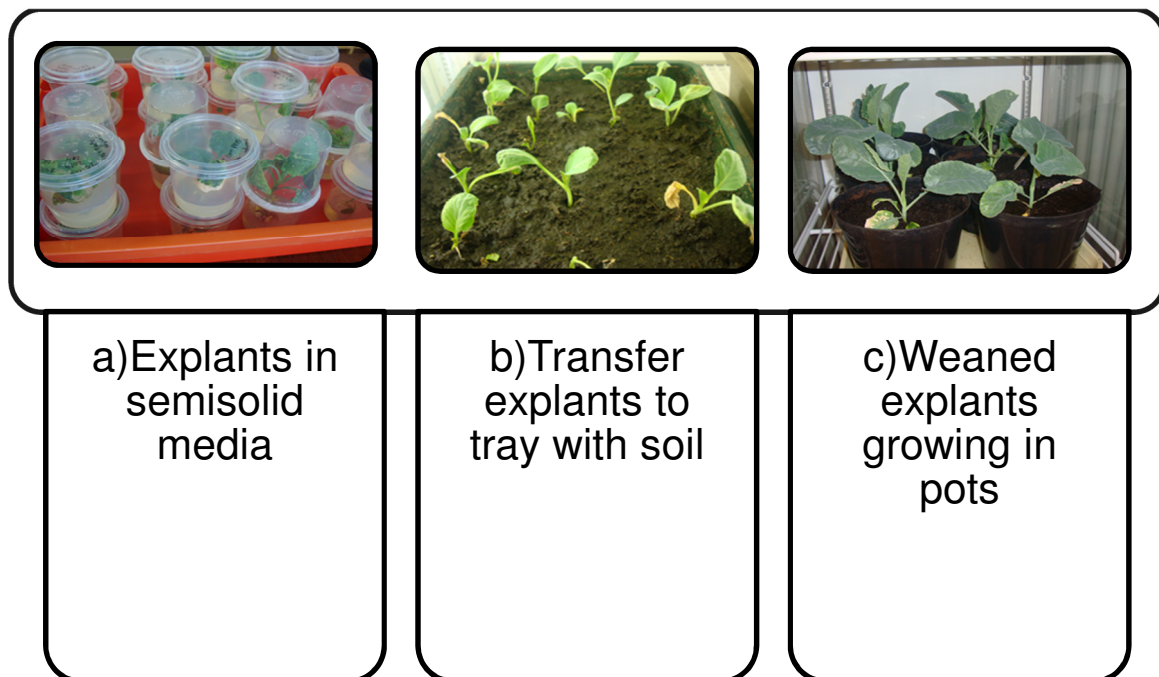 a)Explants in
semisolid
media
b)Transfer
explants to
tray with soil
c)Weaned
explants
growing in
pots